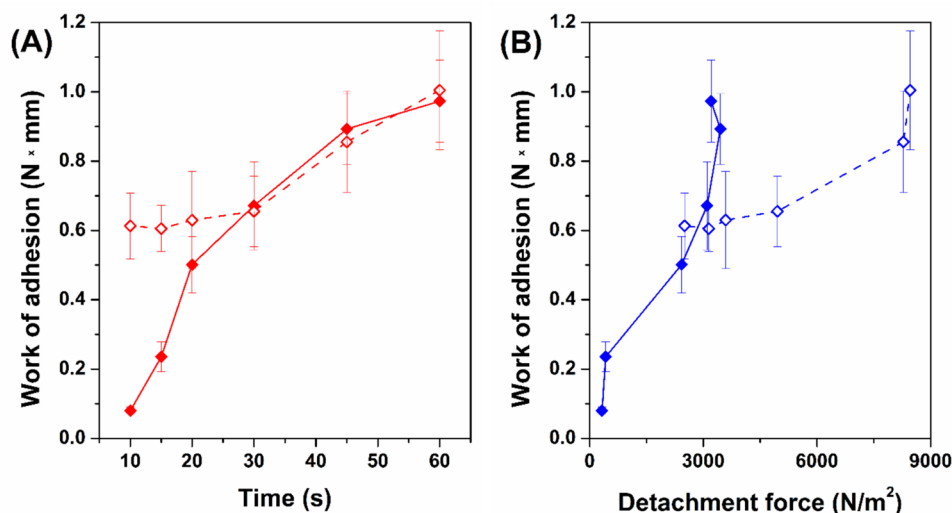 (A)
Work of adhesion (N × mm)
1.2
1.0
0.8
0.6
0.4
0.2
0.0
10 20 30 40 50 60
Time (s)
(B)
Work of adhesion (N × mm)
1.2
1.0
0.8
0.6
0.4
0.2
0.0
0 3000 6000 9000
Detachment force (N/m²)